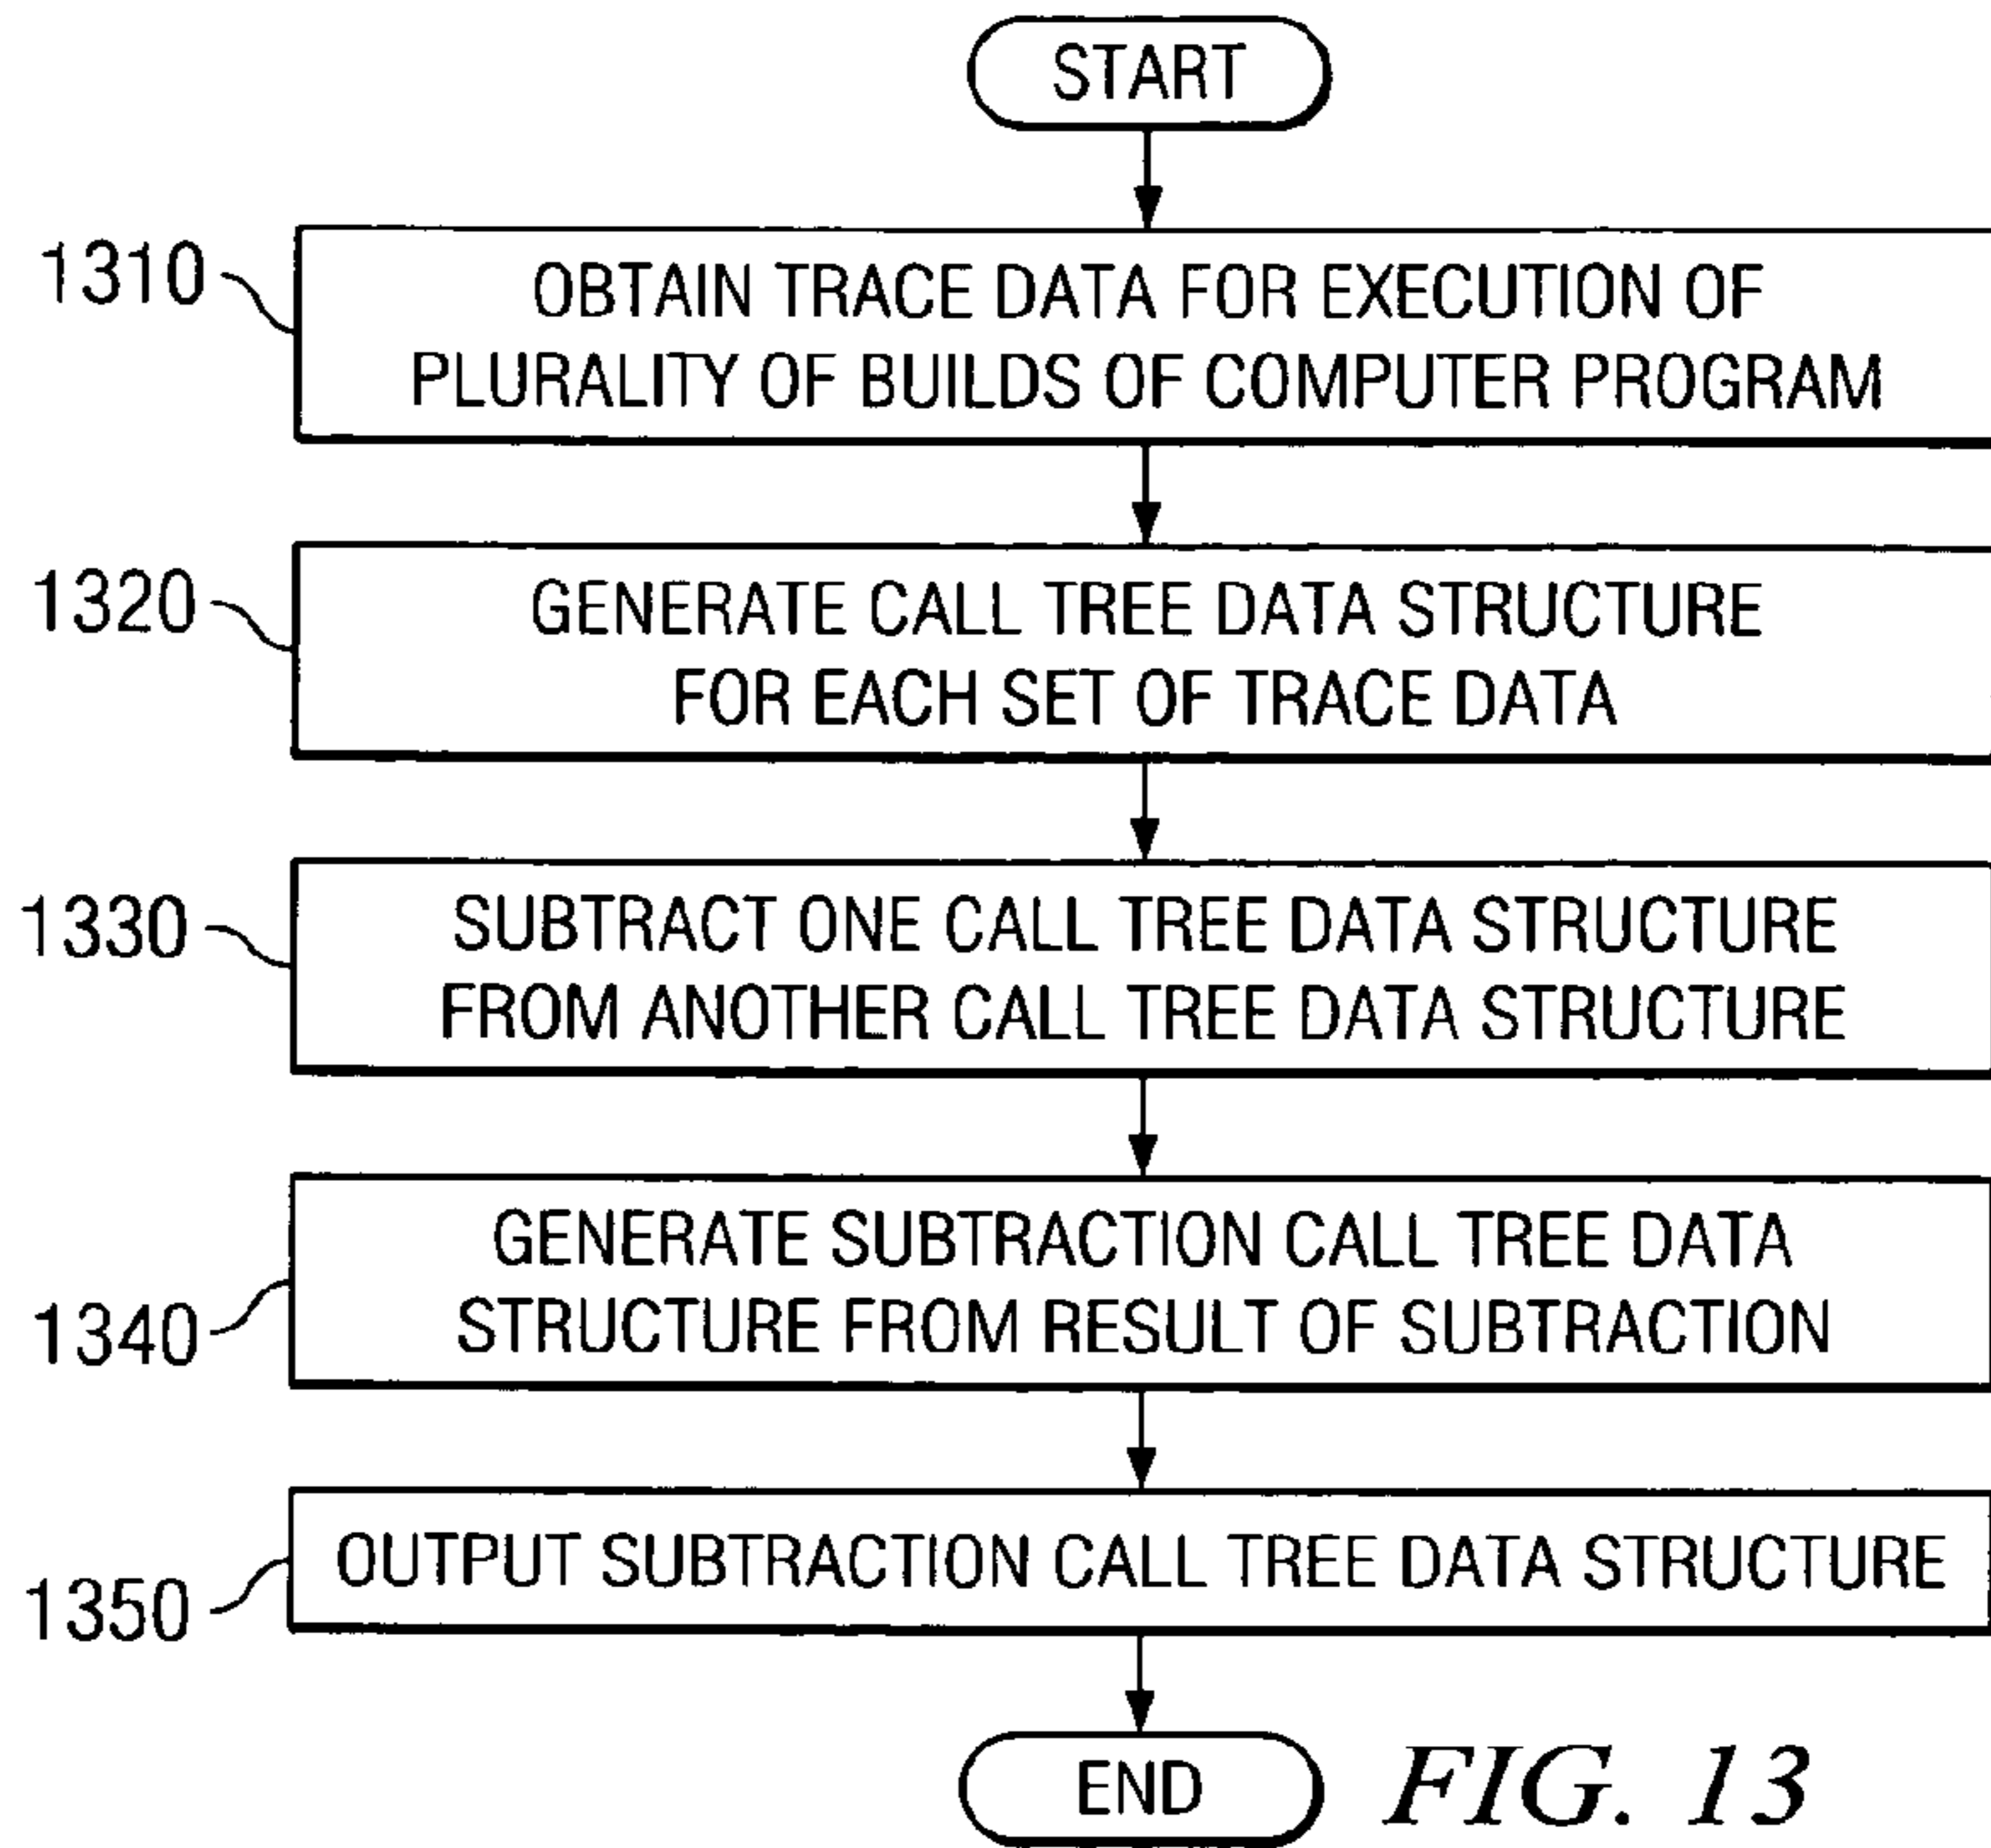 START
1310
OBTAIN TRACE DATA FOR EXECUTION OF
PLURALITY OF BUILDS OF COMPUTER PROGRAM
1320
GENERATE CALL TREE DATA STRUCTURE
FOR EACH SET OF TRACE DATA
1330
SUBTRACT ONE CALL TREE DATA STRUCTURE
FROM ANOTHER CALL TREE DATA STRUCTURE
1340
GENERATE SUBTRACTION CALL TREE DATA
STRUCTURE FROM RESULT OF SUBTRACTION
1350
OUTPUT SUBTRACTION CALL TREE DATA STRUCTURE
END
FIG. 13